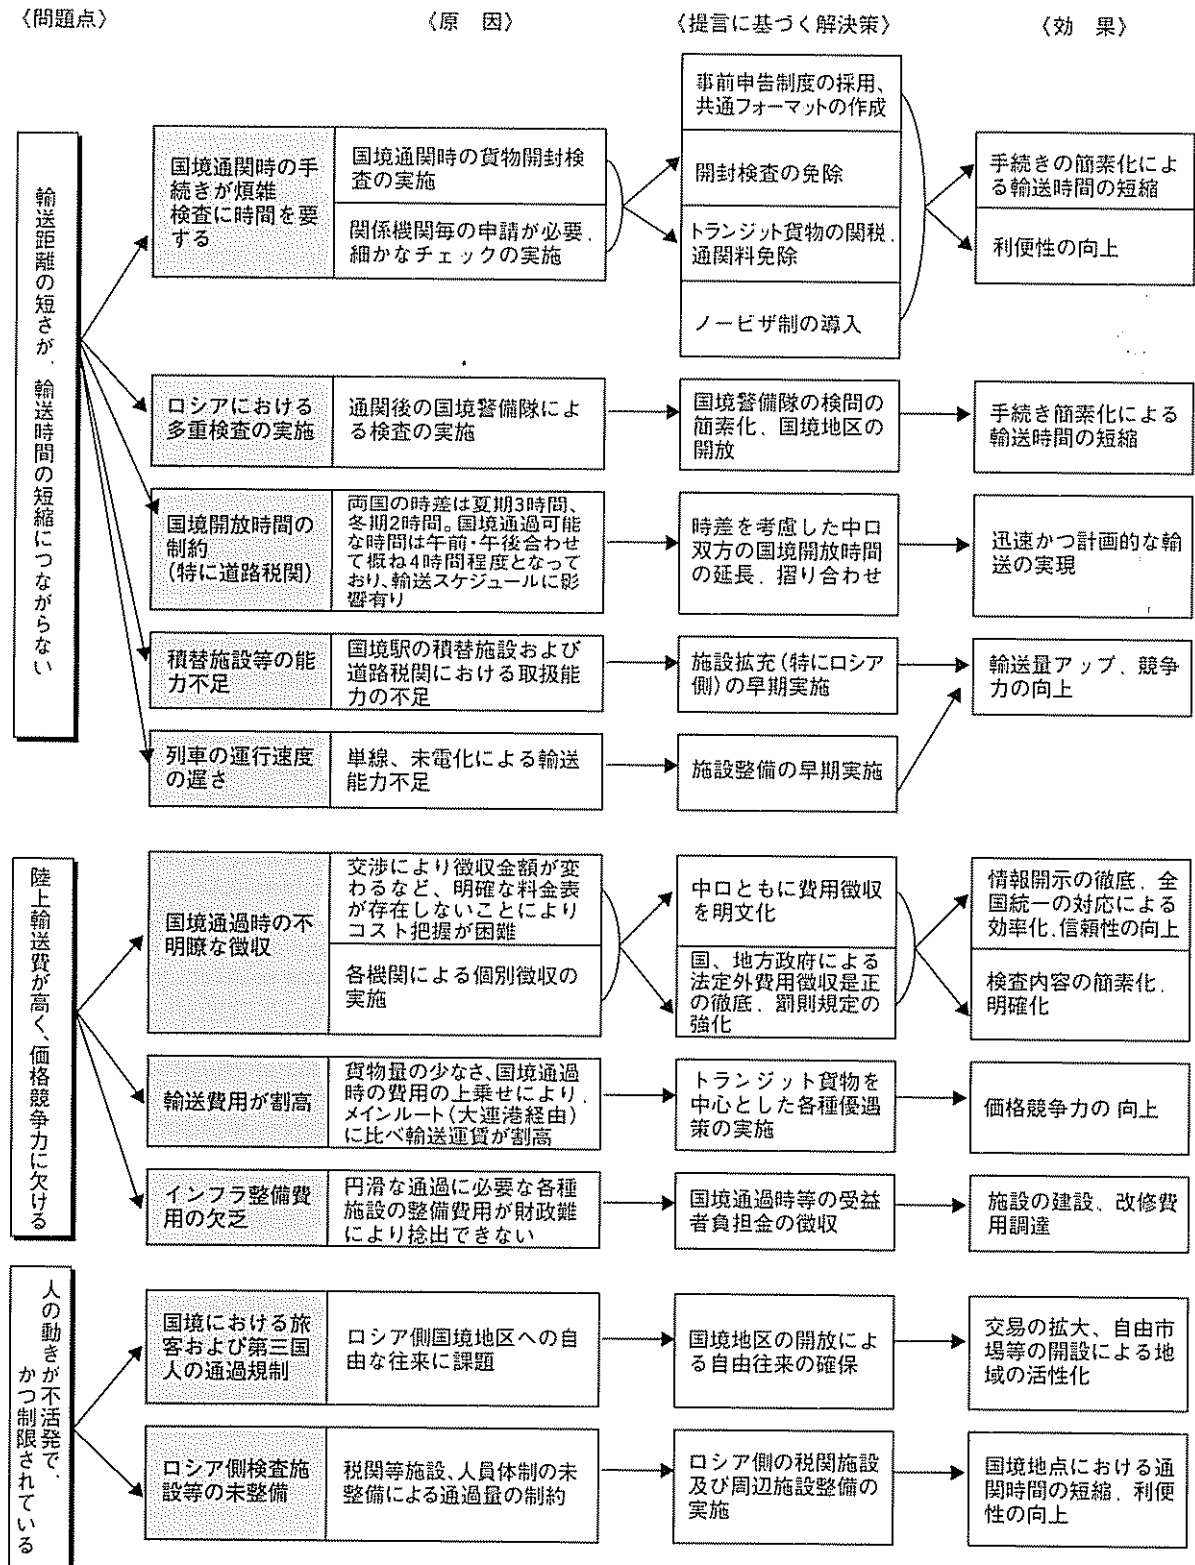 〈問題点〉
〈原　因〉
〈提言に基づく解決策〉
〈効　果〉
輸送距離の短さが、輸送時間の短縮につながらない
国境通関時の手
続きが煩雑
検査に時間を要
する
国境通関時の貨物開封検
査の実施
関係機関毎の申請が必要、
細かなチェックの実施
事前申告制度の採用、
共通フォーマットの作成
開封検査の免除
トランジット貨物の関税、
通関料免除
ノービザ制の導入
手続きの簡素化によ
る輸送時間の短縮
利便性の向上
ロシアにおける
多重検査の実施
通関後の国境警備隊によ
る検査の実施
国境警備隊の検問の
簡素化、国境地区の
開放
手続き簡素化による
輸送時間の短縮
国境開放時間の
制約
(特に道路税関)
両国の時差は夏期3時間、
冬期2時間。国境通過可能
な時間は午前・午後合わせ
て概ね4時間程度となって
おり、輸送スケジュールに影
響有り
時差を考慮した中ロ
双方の国境開放時間
の延長、摺り合わせ
迅速かつ計画的な輸
送の実現
積替施設等の能
力不足
国境駅の積替施設および
道路税関における取扱能
力の不足
施設拡充(特にロシア
側)の早期実施
輸送量アップ、競争
力の向上
列車の運行速度
の遅さ
単線、未電化による輸送
能力不足
施設整備の早期実施
陸上輸送費が高く、価格競争力に欠ける
国境通過時の不
明瞭な徴収
交渉により徴収金額が変
わるなど、明確な料金表
が存在しないことにより
コスト把握が困難
各機関による個別徴収の
実施
中ロともに費用徴収
を明文化
国、地方政府による
法定外費用徴収是正
の徹底、罰則規定の
強化
情報開示の徹底、全
国統一の対応による
効率化、信頼性の向上
検査内容の簡素化、
明確化
輸送費用が割高
貨物量の少なさ、国境通過
時の費用の上乗せにより、
メインルート(大連港経由)
に比べ輸送運賃が割高
トランジット貨物を
中心とした各種優遇
策の実施
価格競争力の 向上
インフラ整備費
用の欠乏
円滑な通過に必要な各種
施設の整備費用が財政難
により捻出できない
国境通過時等の受益
者負担金の徴収
施設の建設、改修費
用調達
人の動きが不活発で、
かつ制限されている
国境における旅
客および第三国
人の通過規制
ロシア側国境地区への自
由な往来に課題
国境地区の開放によ
る自由往来の確保
交易の拡大、自由市
場等の開設による地
域の活性化
ロシア側検査施
設等の未整備
税関等施設、人員体制の未
整備による通過量の制約
ロシア側の税関施設
及び周辺施設整備の
実施
国境地点における通
関時間の短縮、利便
性の向上